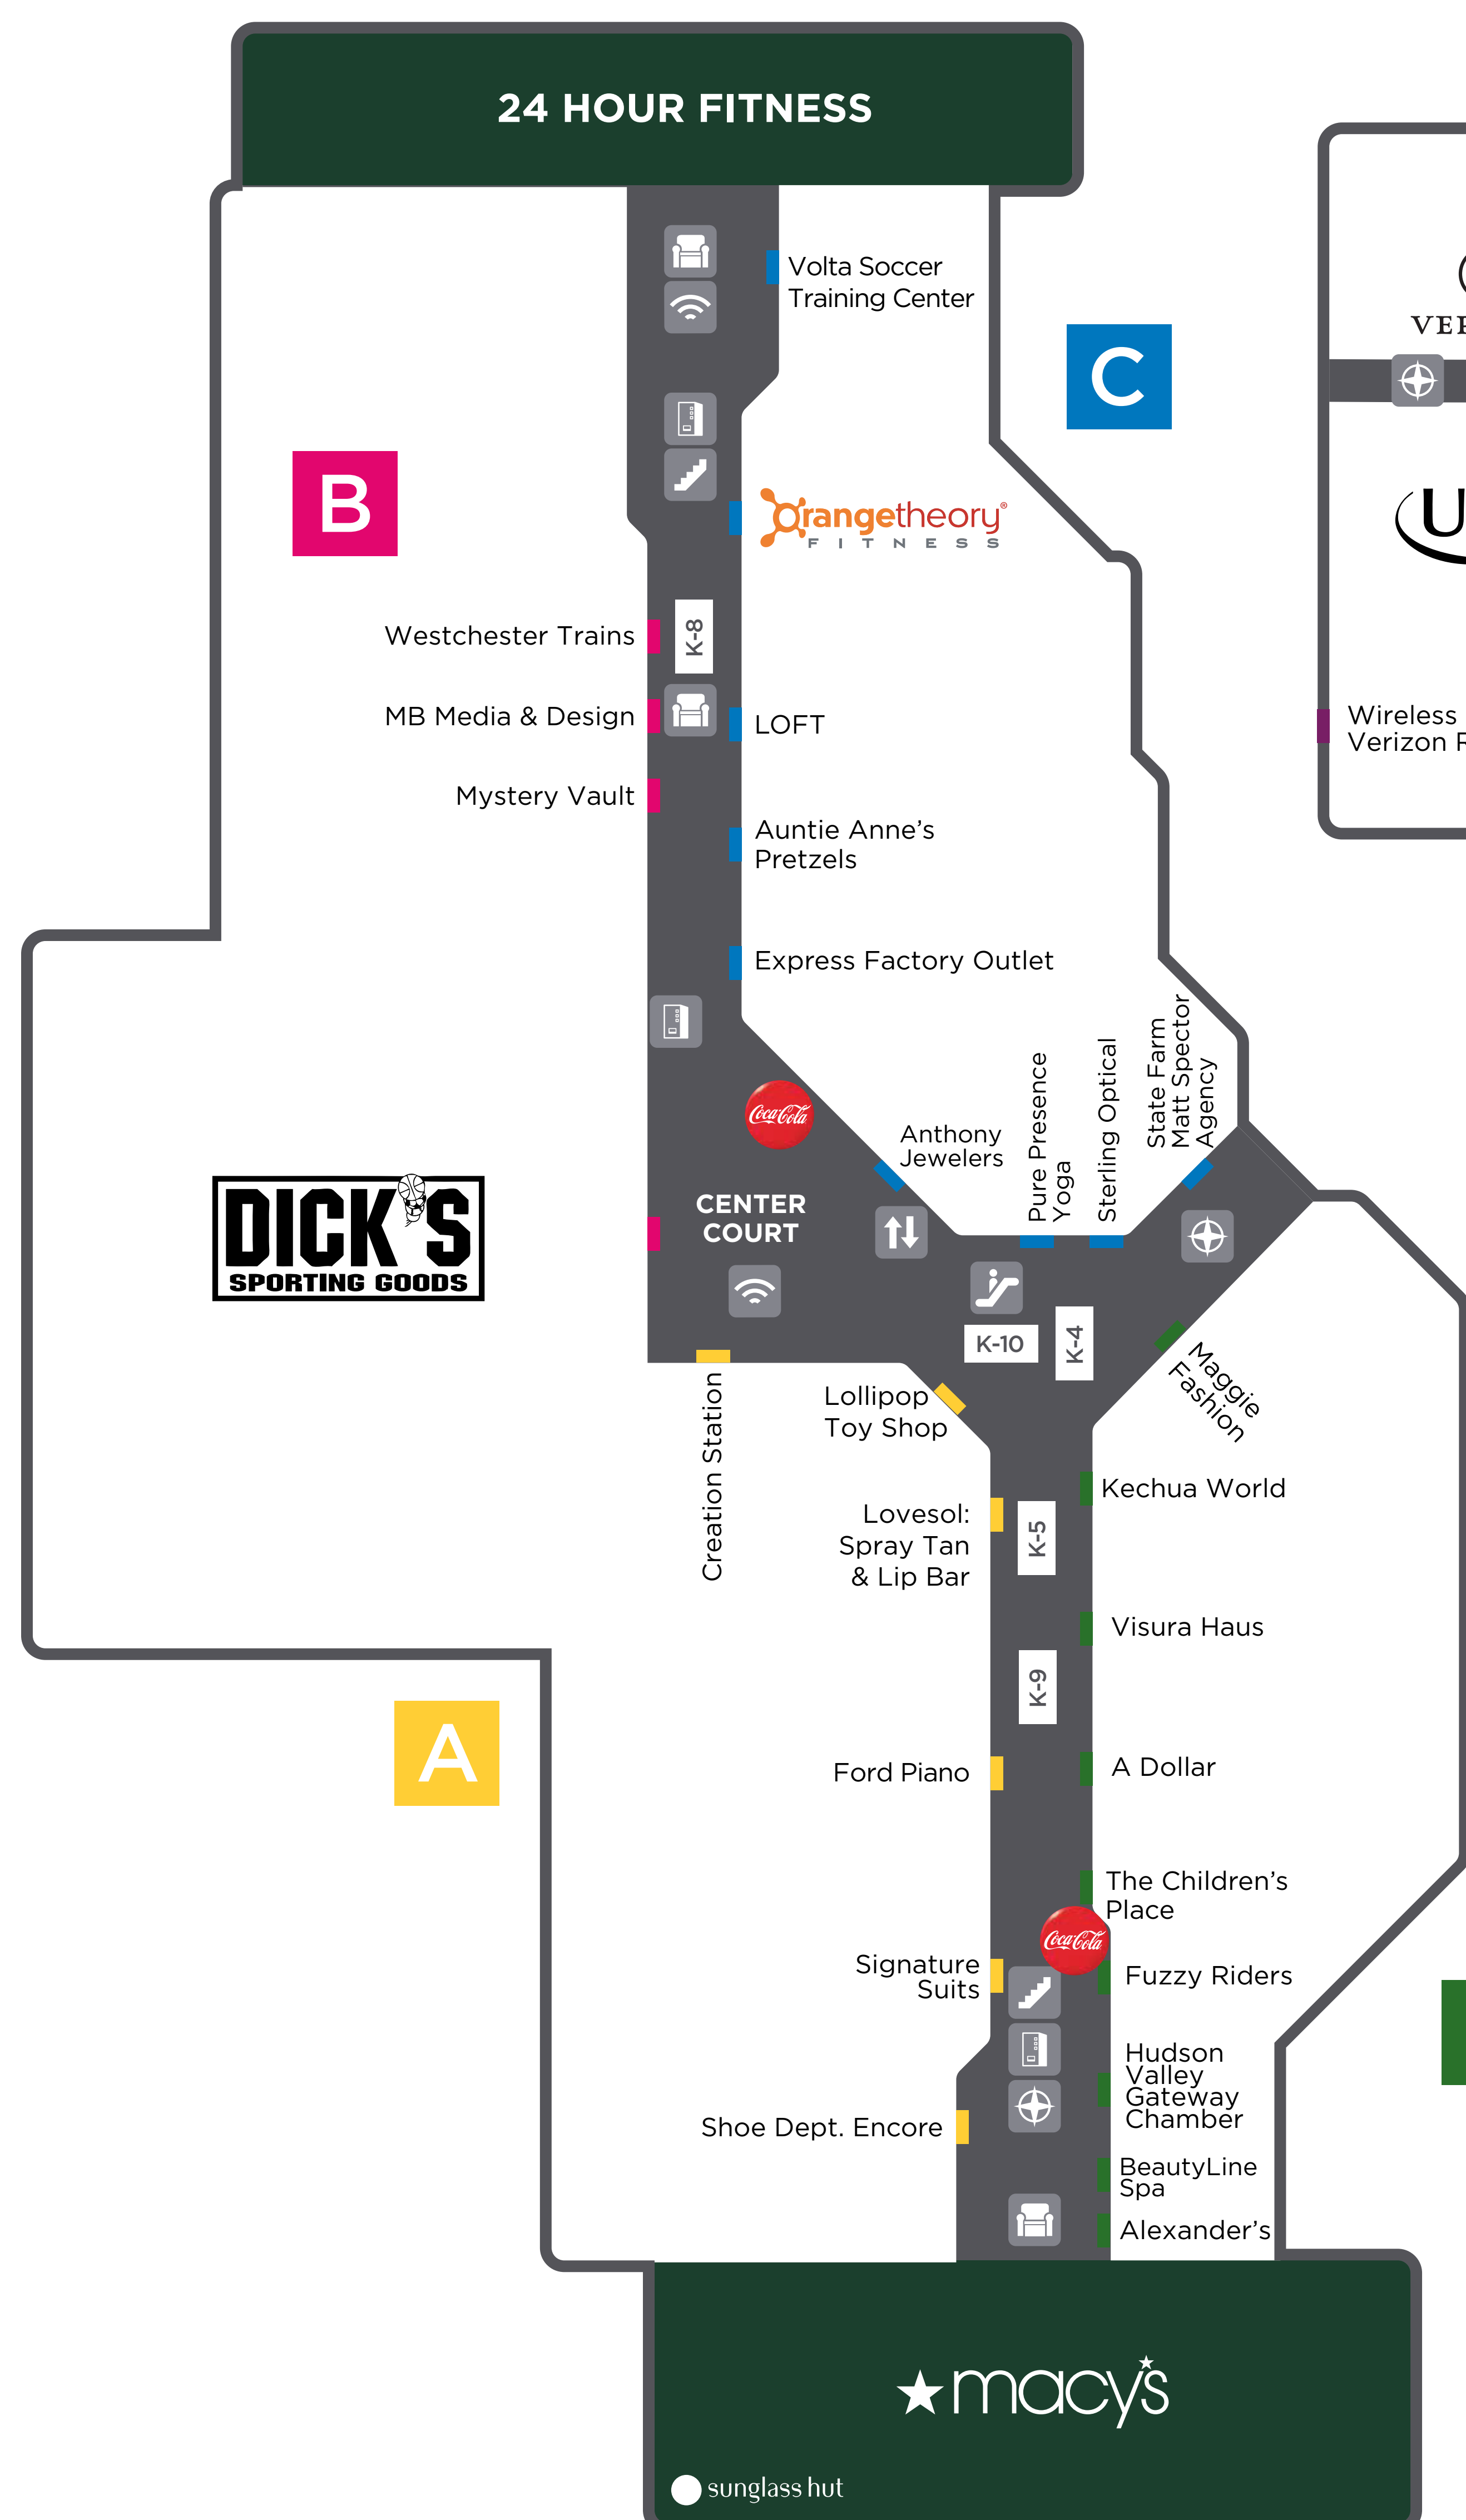 24 HOUR FITNESS
Volta Soccer
Training Center
C
B
Orangetheory®
FITNESS
Westchester Trains
K-8
MB Media & Design
LOFT
Mystery Vault
Wireless
Verizon
Auntie Anne's
Pretzels
Express Factory Outlet
Coca-Cola
Anthony
Jewelers
Pure Presence
Yoga
Sterling Optical
State Farm
Matt Spector
Agency
DICK'S
SPORTING GOODS
CENTER
COURT
K-10
K-4
Maggie
Fashion
Creation Station
Lollipop
Toy Shop
Kechua World
Lovesol:
Spray Tan
& Lip Bar
K-5
Visura Haus
K-9
A
Ford Piano
A Dollar
The Children's
Place
Coca-Cola
Signature
Suits
Fuzzy Riders
Hudson
Valley
Gateway
Chamber
Shoe Dept. Encore
BeautyLine
Spa
Alexander's
macy's
sunglass hut